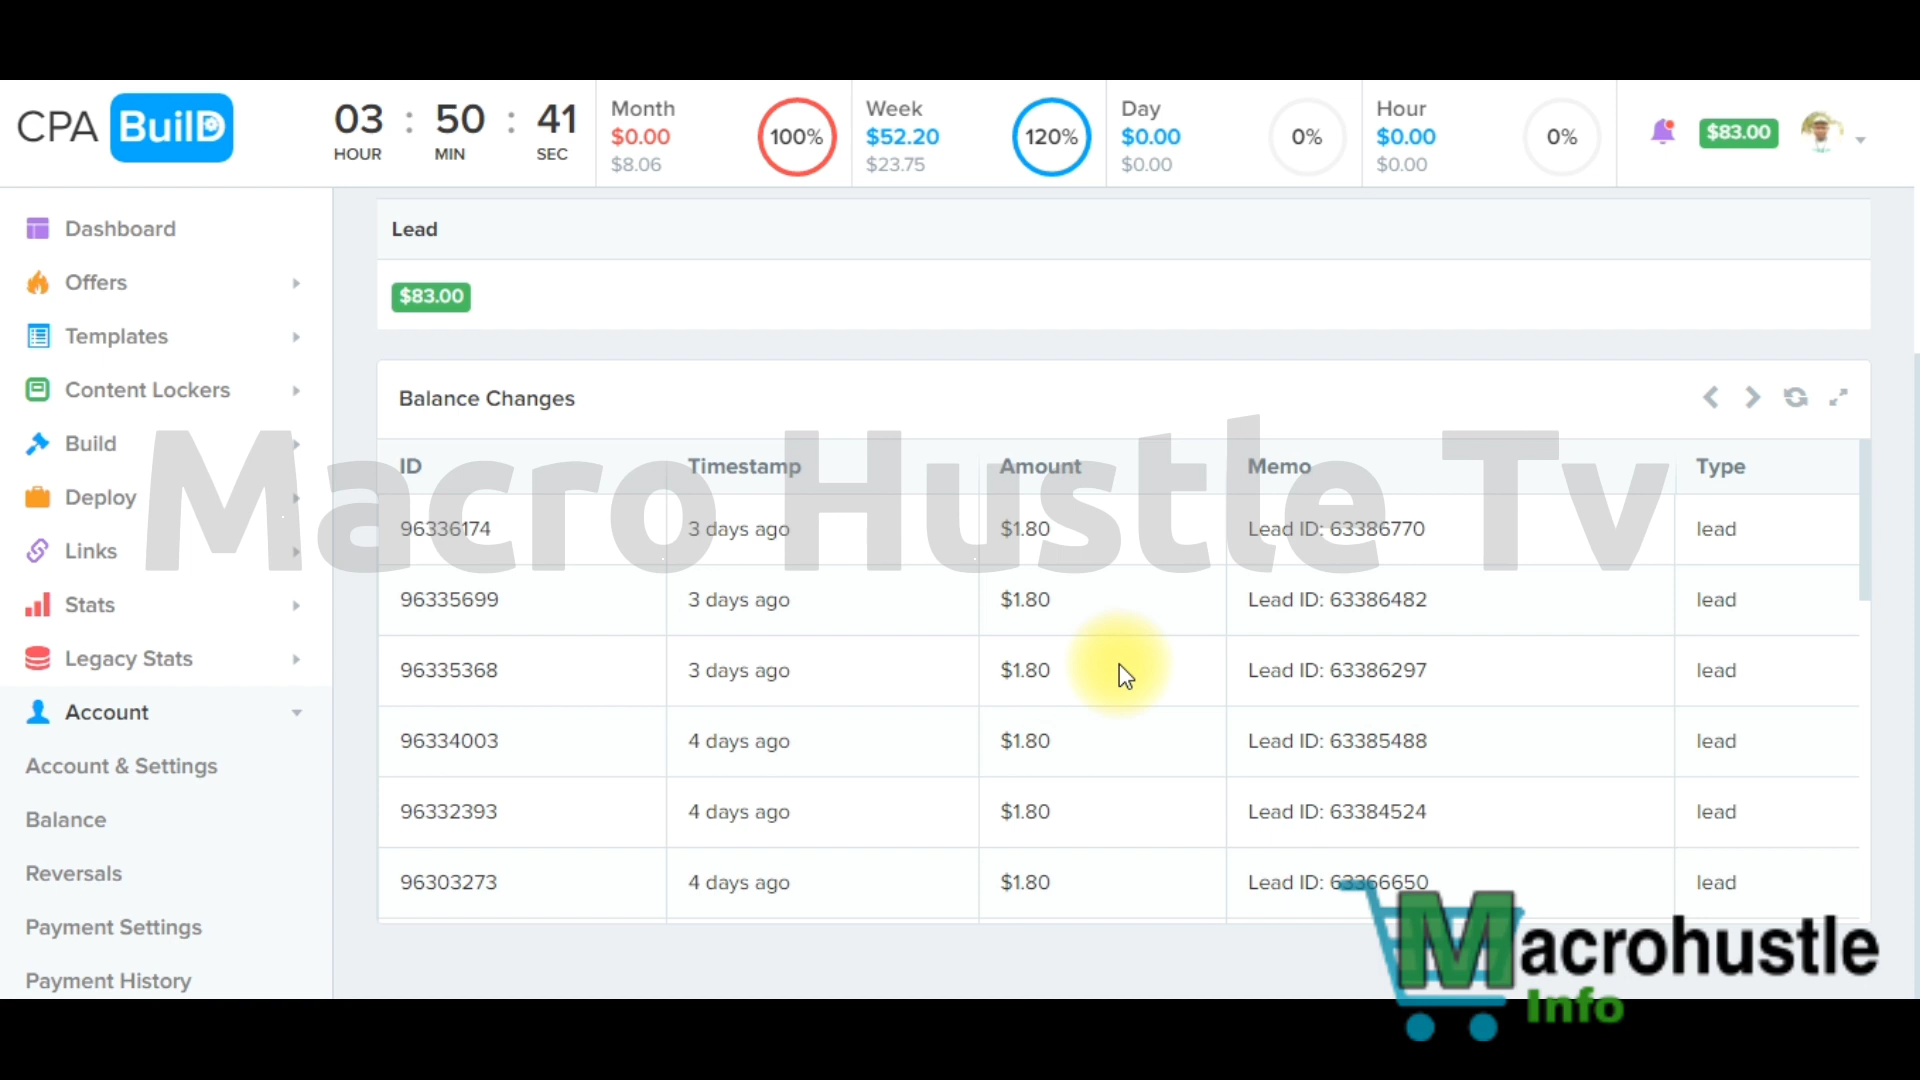 CPA BuilD
03 : 50 : 41
HOUR MIN SEC
Month
$0.00
$8.06
100%
Week
$52.20
$23.75
120%
Day
$0.00
$0.00
0%
Hour
$0.00
$0.00
0%
$83.00
Dashboard
Offers
Templates
Content Lockers
Build
Deploy
Links
Stats
Legacy Stats
Account
Account & Settings
Balance
Reversals
Payment Settings
Payment History
Lead
$83.00
Balance Changes
ID Timestamp Amount Memo Type
96336174 3 days ago $1.80 Lead ID: 63386770 lead
96335699 3 days ago $1.80 Lead ID: 63386482 lead
96335368 3 days ago $1.80 Lead ID: 63386297 lead
96334003 4 days ago $1.80 Lead ID: 63385488 lead
96332393 4 days ago $1.80 Lead ID: 63384524 lead
96303273 4 days ago $1.80 Lead ID: 63366650 lead
Macro Hustle Tv
Macrohustle
Info